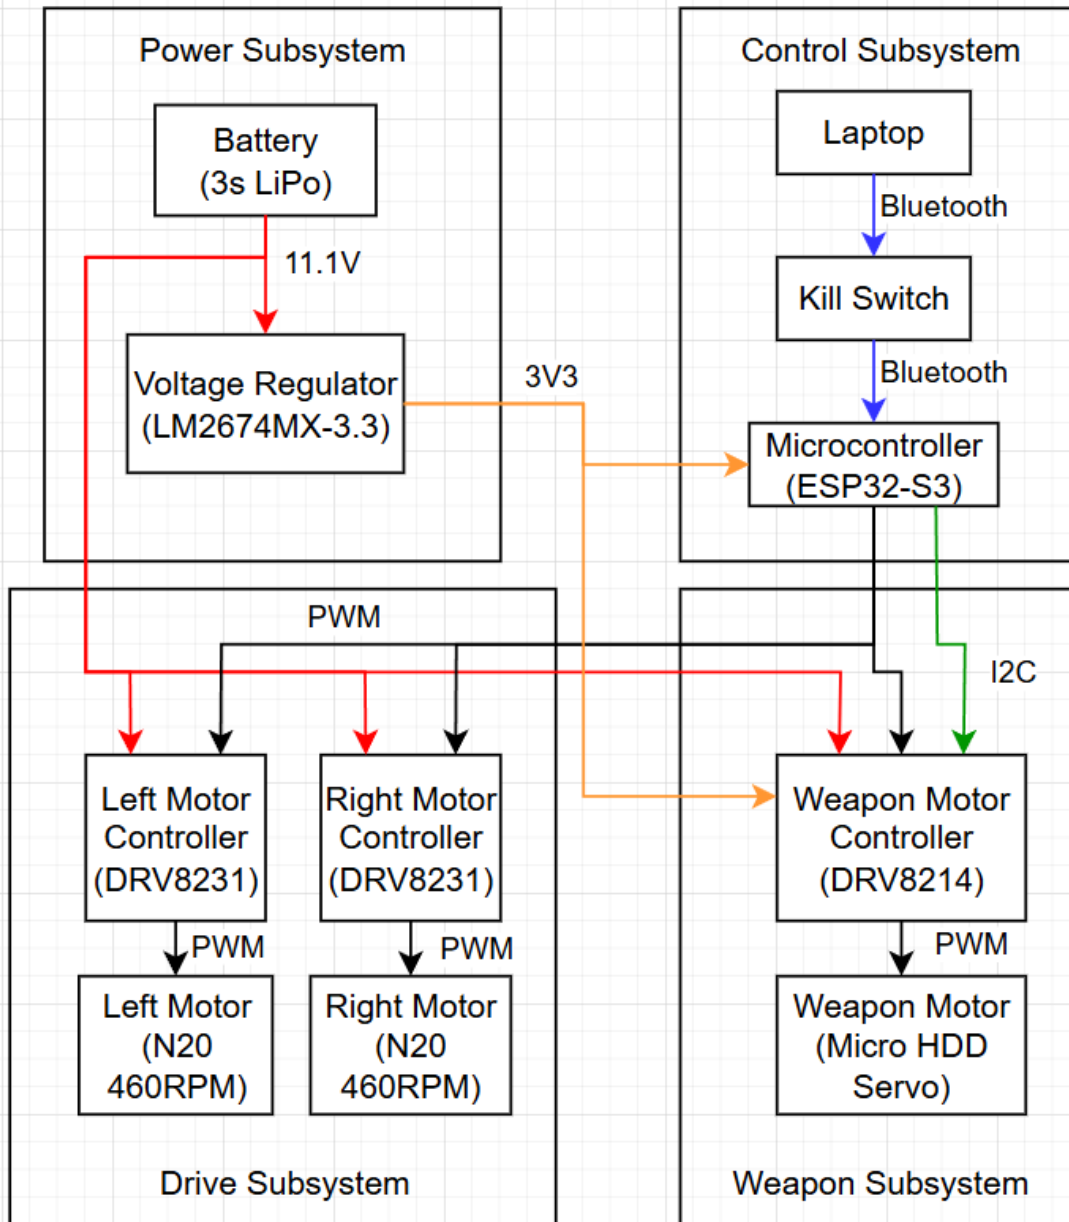 Power Subsystem
Battery
(3s LiPo)
11.1V
Voltage Regulator
(LM2674MX-3.3)
3V3
Control Subsystem
Laptop
Bluetooth
Kill Switch
Bluetooth
Microcontroller
(ESP32-S3)
PWM
I2C
Left Motor
Controller
(DRV8231)
Right Motor
Controller
(DRV8231)
Weapon Motor
Controller
(DRV8214)
PWM
PWM
PWM
Left Motor
(N20
460RPM)
Right Motor
(N20
460RPM)
Weapon Motor
(Micro HDD
Servo)
Drive Subsystem
Weapon Subsystem